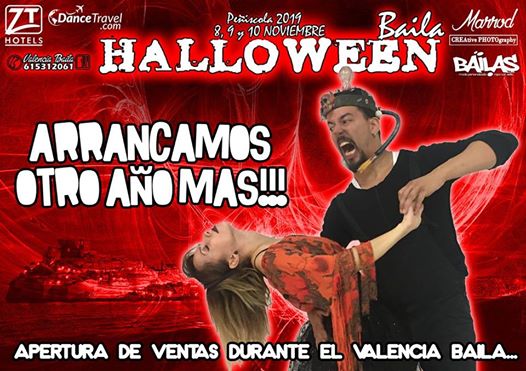 ZT
HOTELS
DanceTravel
.com
Valencia Baila
615312061
Peñiscola 2019
8, 9 y 10 NOVIEMBRE
Baila
HALLOWEEN
Marrod
CREAtive PHOTOgraphy
BÁILAS
ARRANCAMOS
OTRO AÑO MAS!!!
APERTURA DE VENTAS DURANTE EL VALENCIA BAILA...